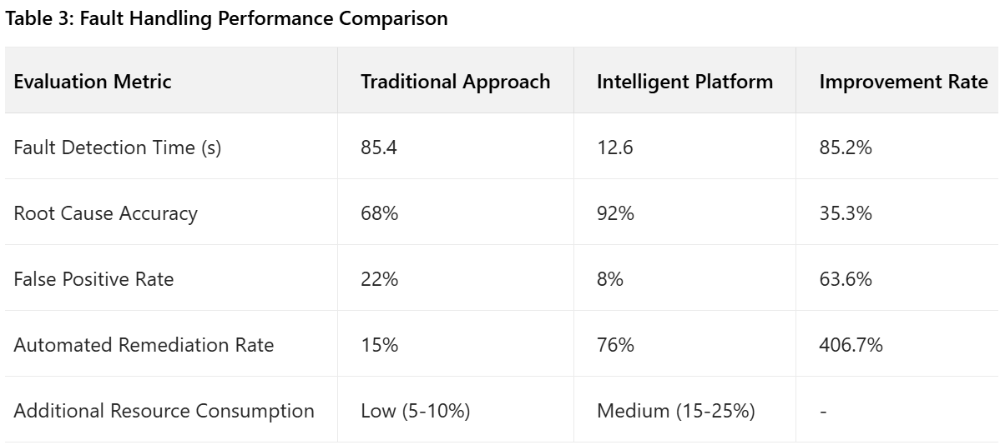 Table 3: Fault Handling Performance Comparison
Evaluation Metric Traditional Approach Intelligent Platform Improvement Rate
Fault Detection Time (s) 85.4 12.6 85.2%
Root Cause Accuracy 68% 92% 35.3%
False Positive Rate 22% 8% 63.6%
Automated Remediation Rate 15% 76% 406.7%
Additional Resource Consumption Low (5-10%) Medium (15-25%) -